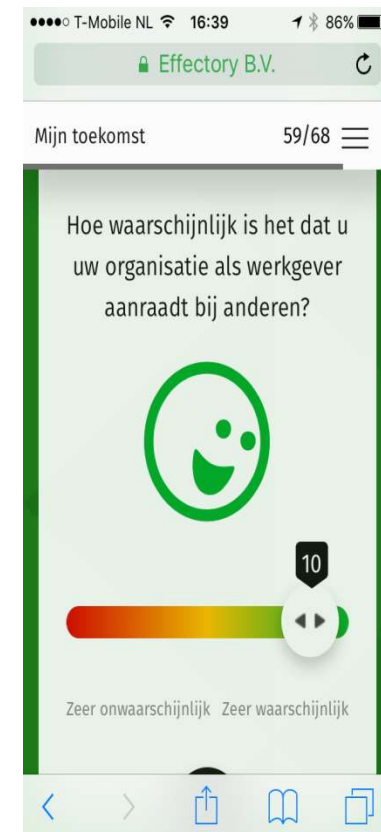 T-Mobile NL 16:39 86%
Effectory B.V.
Mijn toekomst 59/68
Hoe waarschijnlijk is het dat u
uw organisatie als werkgever
aanraadt bij anderen?
10
Zeer onwaarschijnlijk Zeer waarschijnlijk